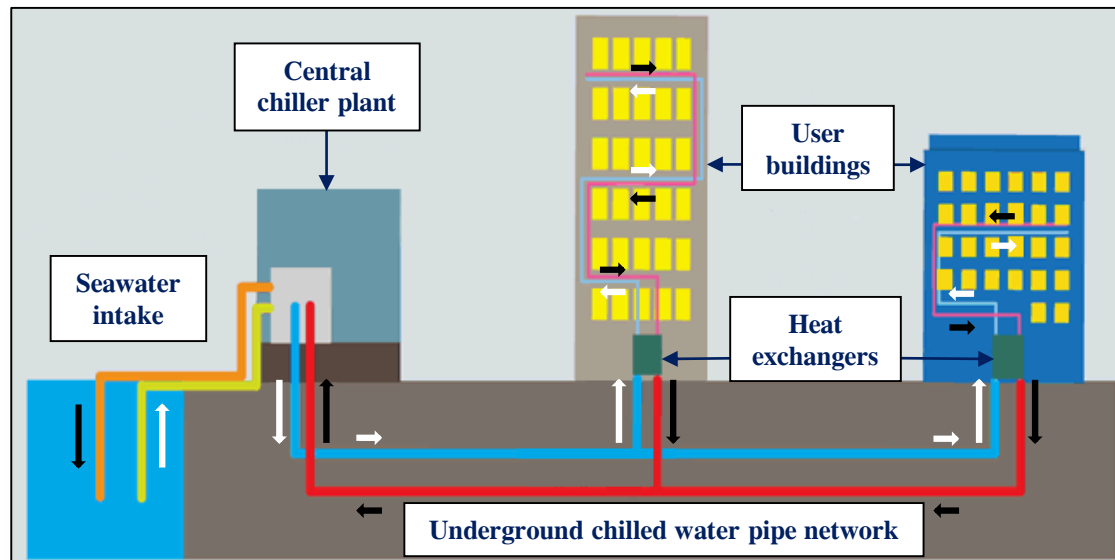 Central
chiller plant
User
buildings
Seawater
intake
Heat
exchangers
Underground chilled water pipe network